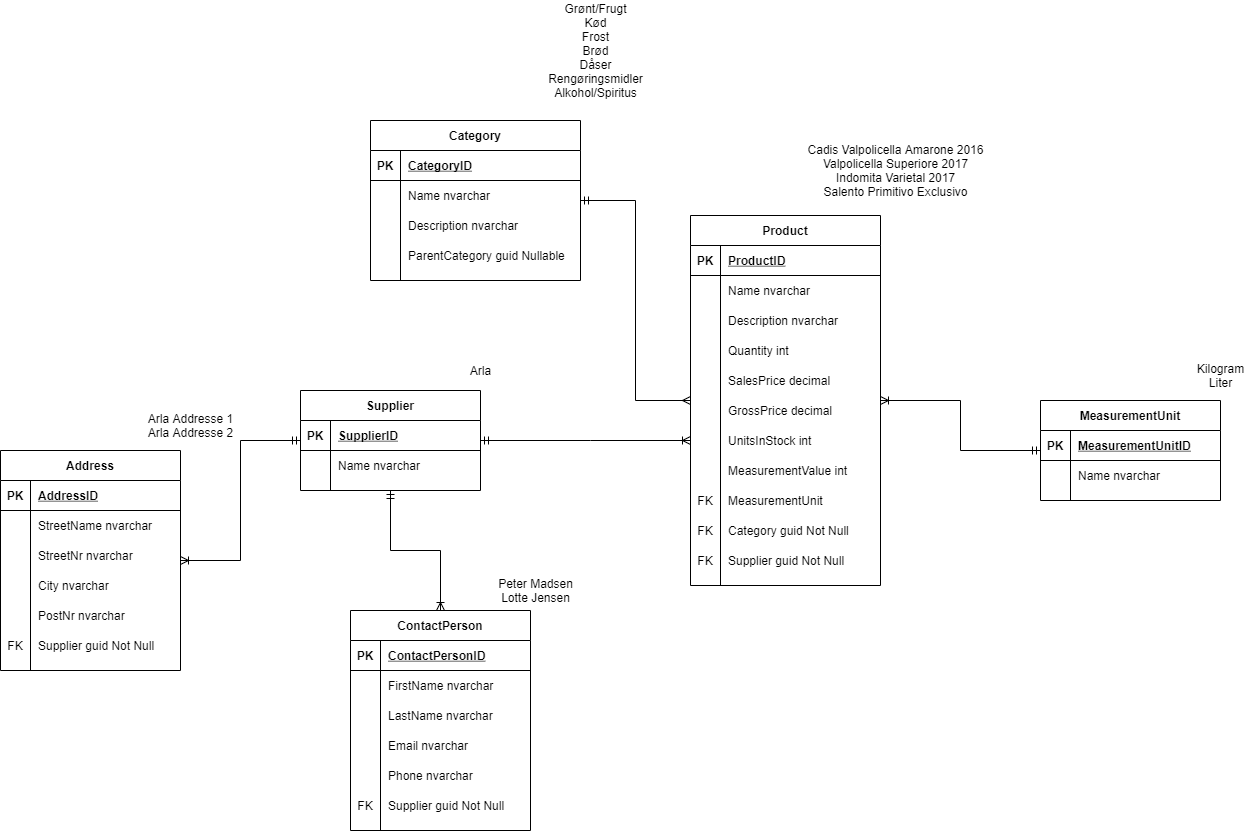 Grønt/Frugt
Kød
Frost
Brød
Dåser
Rengøringsmidler
Alkohol/Spiritus
Category
PK CategoryID
Name nvarchar
Description nvarchar
ParentCategory guid Nullable
Cadis Valpolicella Amarone 2016
Valpolicella Superiore 2017
Indomita Varietal 2017
Salento Primitivo Exclusivo
Product
PK ProductID
Name nvarchar
Description nvarchar
Quantity int
SalesPrice decimal
GrossPrice decimal
UnitsInStock int
MeasurementValue int
FK MeasurementUnit
FK Category guid Not Null
FK Supplier guid Not Null
Kilogram
Liter
MeasurementUnit
PK MeasurementUnitID
Name nvarchar
Arla
Supplier
PK SupplierID
Name nvarchar
Arla Addresse 1
Arla Addresse 2
Address
PK AddressID
StreetName nvarchar
StreetNr nvarchar
City nvarchar
PostNr nvarchar
FK Supplier guid Not Null
Peter Madsen
Lotte Jensen
ContactPerson
PK ContactPersonID
FirstName nvarchar
LastName nvarchar
Email nvarchar
Phone nvarchar
FK Supplier guid Not Null